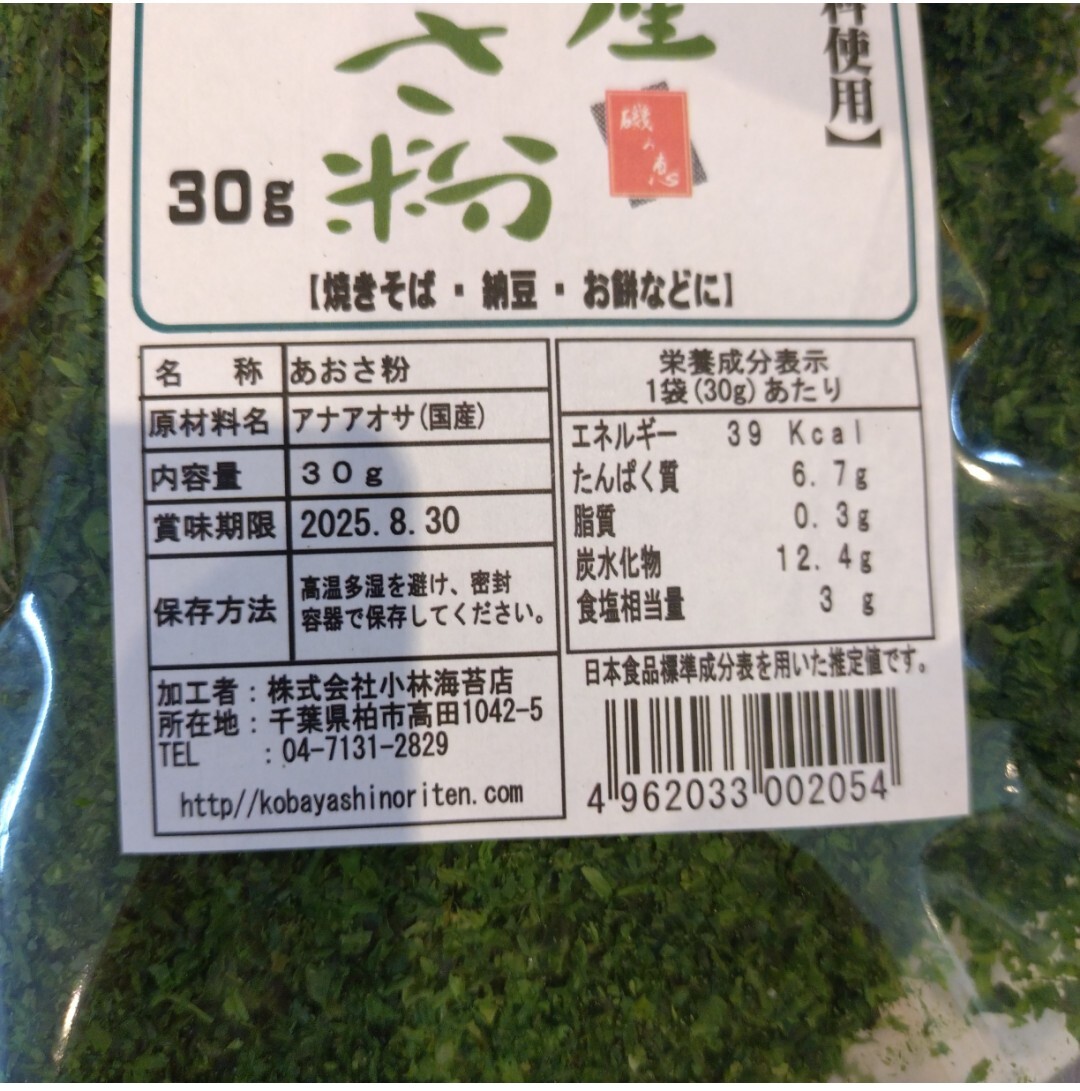 産
料使用】
さ
粉
磯の恵
30g
【焼きそば・納豆・お餅などに】
名称 あおさ粉
原材料名 アナアオサ(国産)
内容量 30g
賞味期限 2025.8.30
保存方法 高温多湿を避け、密封
容器で保存してください。
加工者:株式会社小林海苔店
所在地:千葉県柏市高田1042-5
TEL :04-7131-2829
http//kobayashinoriten.com
栄養成分表示
1袋(30g)あたり
エネルギー 39 Kcal
たんぱく質 6.7g
脂質 0.3g
炭水化物 12.4g
食塩相当量 3 g
日本食品標準成分表を用いた推定値です。
4962033002054